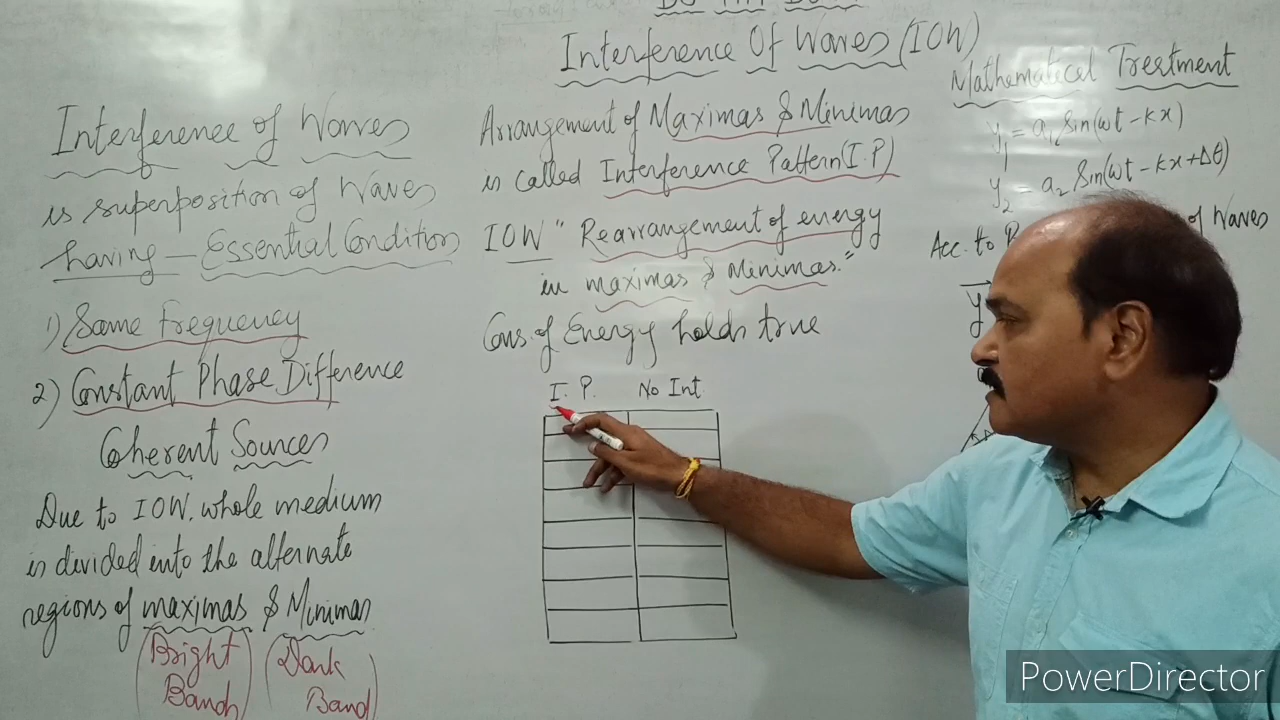 Interference Of Waves (IOW)
Interference of Waves
is superposition of Waves
having — Essential Condition
1) Same Frequency
2) Constant Phase Difference
Coherent Sources
Due to IOW, whole medium
is divided into the alternate
regions of maximas & Minimas
(Bright Band) (Dark Band)
Arrangement of Maximas & Minimas
is called Interference Pattern (I.P)
IOW " Rearrangement of energy
in maximas & Minimas."
Cons. of Energy holds true
I. P. No Int
Mathematical Treatment
y₁ = a₁ sin(ωt - kx)
y₂ = a₂ sin(ωt - kx + Δθ)
Acc. to P of Waves
y
PowerDirector